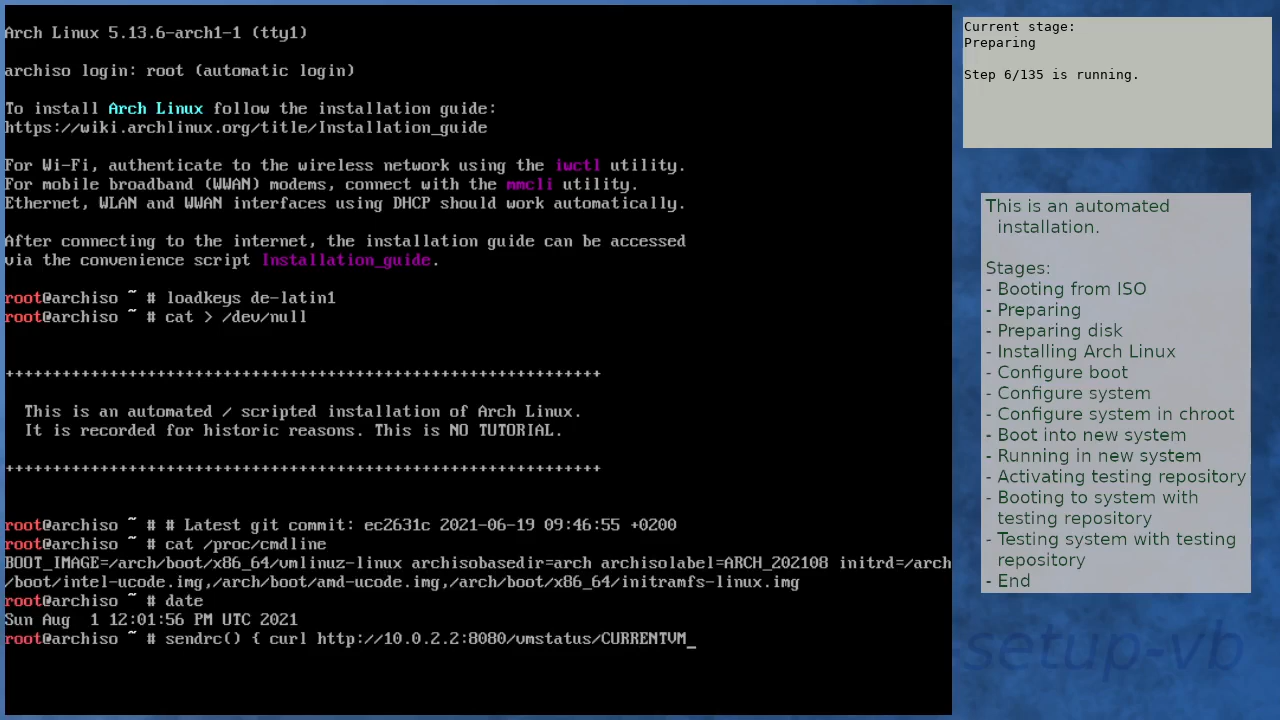 Arch Linux 5.13.6-arch1-1 (tty1)
archiso login: root (automatic login)
To install Arch Linux follow the installation guide:
https://wiki.archlinux.org/title/Installation_guide
For Wi-Fi, authenticate to the wireless network using the iwctl utility.
For mobile broadband (WWAN) modems, connect with the mmcli utility.
Ethernet, WLAN and WWAN interfaces using DHCP should work automatically.
After connecting to the internet, the installation guide can be accessed
via the convenience script Installation_guide.
root@archiso ~ # loadkeys de-latin1
root@archiso ~ # cat > /dev/null
+++++++++++++++++++++++++++++++++++++++++++++++++++++++++++++++
This is an automated / scripted installation of Arch Linux.
It is recorded for historic reasons. This is NO TUTORIAL.
+++++++++++++++++++++++++++++++++++++++++++++++++++++++++++++++
root@archiso ~ # # Latest git commit: ec2631c 2021-06-19 09:46:55 +0200
root@archiso ~ # cat /proc/cmdline
BOOT_IMAGE=/arch/boot/x86_64/vmlinuz-linux archisobasedir=arch archisolabel=ARCH_202108 initrd=/arch
/boot/intel-ucode.img,/arch/boot/amd-ucode.img,/arch/boot/x86_64/initramfs-linux.img
root@archiso ~ # date
Sun Aug  1 12:01:56 PM UTC 2021
root@archiso ~ # sendrc() { curl http://10.0.2.2:8080/vmstatus/CURRENTVM_
Current stage:
Preparing
Step 6/135 is running.
This is an automated
installation.
Stages:
- Booting from ISO
- Preparing
- Preparing disk
- Installing Arch Linux
- Configure boot
- Configure system
- Configure system in chroot
- Boot into new system
- Running in new system
- Activating testing repository
- Booting to system with
testing repository
- Testing system with testing
repository
- End
setup-vb